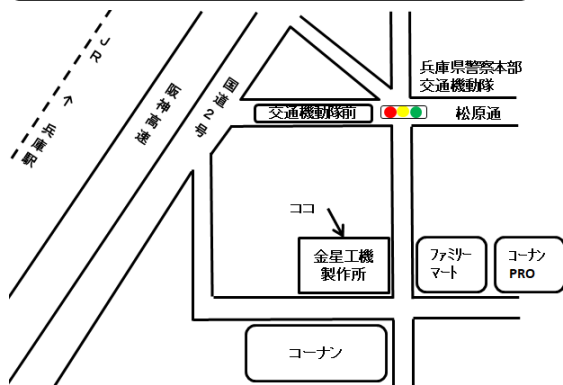 JR
↑
兵庫駅
阪神高速
国道2号
兵庫県警察本部
交通機動隊
交通機動隊前
松原通
ココ
金星工機
製作所
ファミリー
マート
コーナン
PRO
コーナン